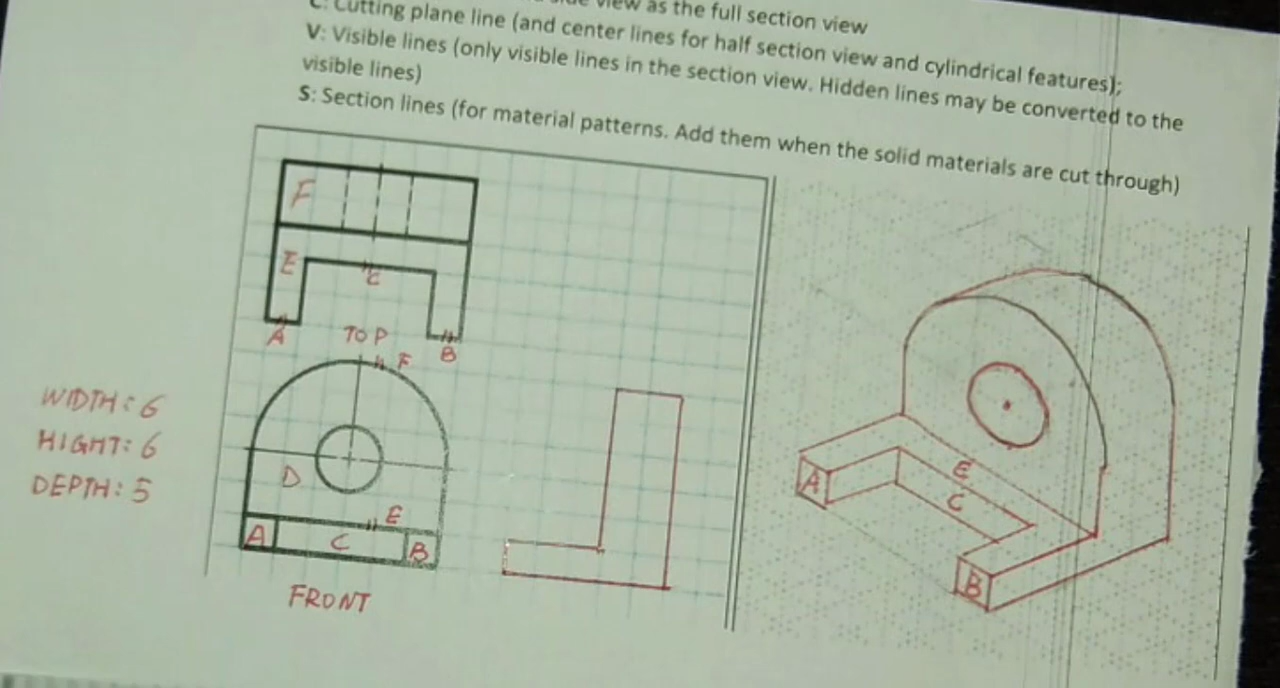 view as the full section view
C: Cutting plane line (and center lines for half section view and cylindrical features);
V: Visible lines (only visible lines in the section view. Hidden lines may be converted to the
visible lines)
S: Section lines (for material patterns. Add them when the solid materials are cut through)
F
E
C
A
TOP
B
F
WIDTH: 6
HIGHT: 6
DEPTH: 5
D
E
A
C
B
FRONT
E
C
A
B